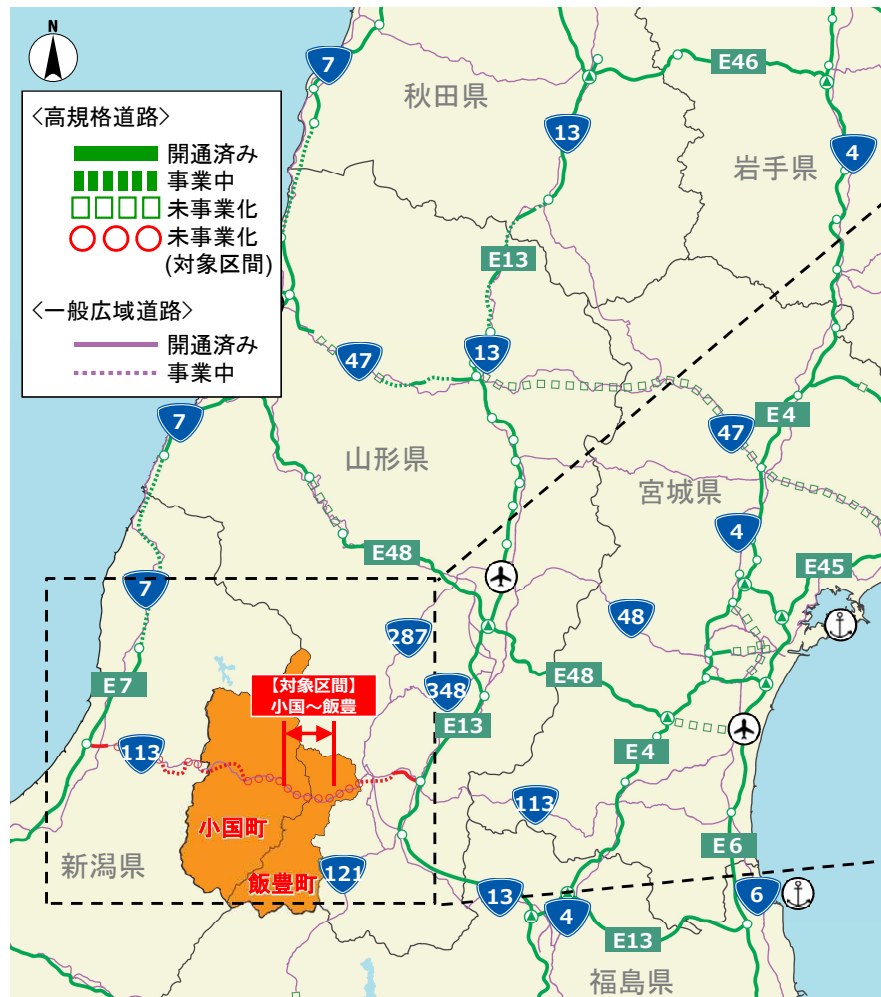 N
<高規格道路>
開通済み
事業中
未事業化
未事業化
(対象区間)
<一般広域道路>
開通済み
事業中
7
秋田県
E46
13
4
岩手県
E13
47
13
7
山形県
47
E4
宮城県
4
E48
E45
7
287
48
【対象区間】
小国～飯豊
348
E7
E48
E13
113
E4
113
小国町
E6
新潟県
飯豊町
121
13
4
6
E13
福島県